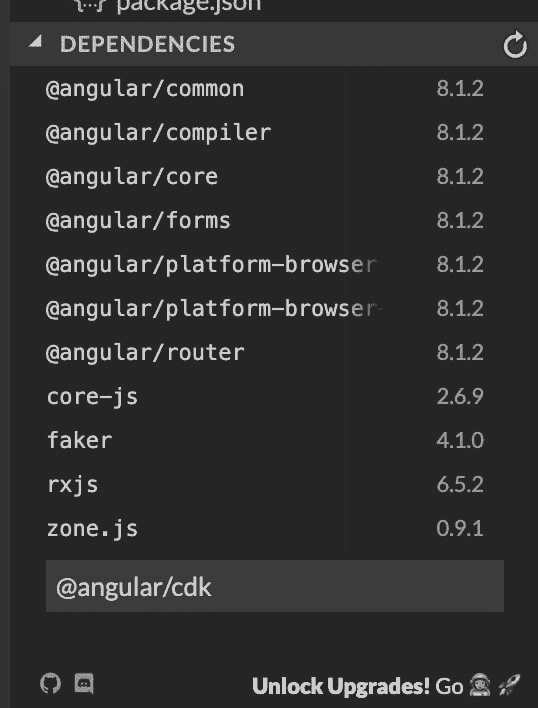 {...} package.json
DEPENDENCIES
@angular/common 8.1.2
@angular/compiler 8.1.2
@angular/core 8.1.2
@angular/forms 8.1.2
@angular/platform-browser 8.1.2
@angular/platform-browser- 8.1.2
@angular/router 8.1.2
core-js 2.6.9
faker 4.1.0
rxjs 6.5.2
zone.js 0.9.1
@angular/cdk
Unlock Upgrades! Go